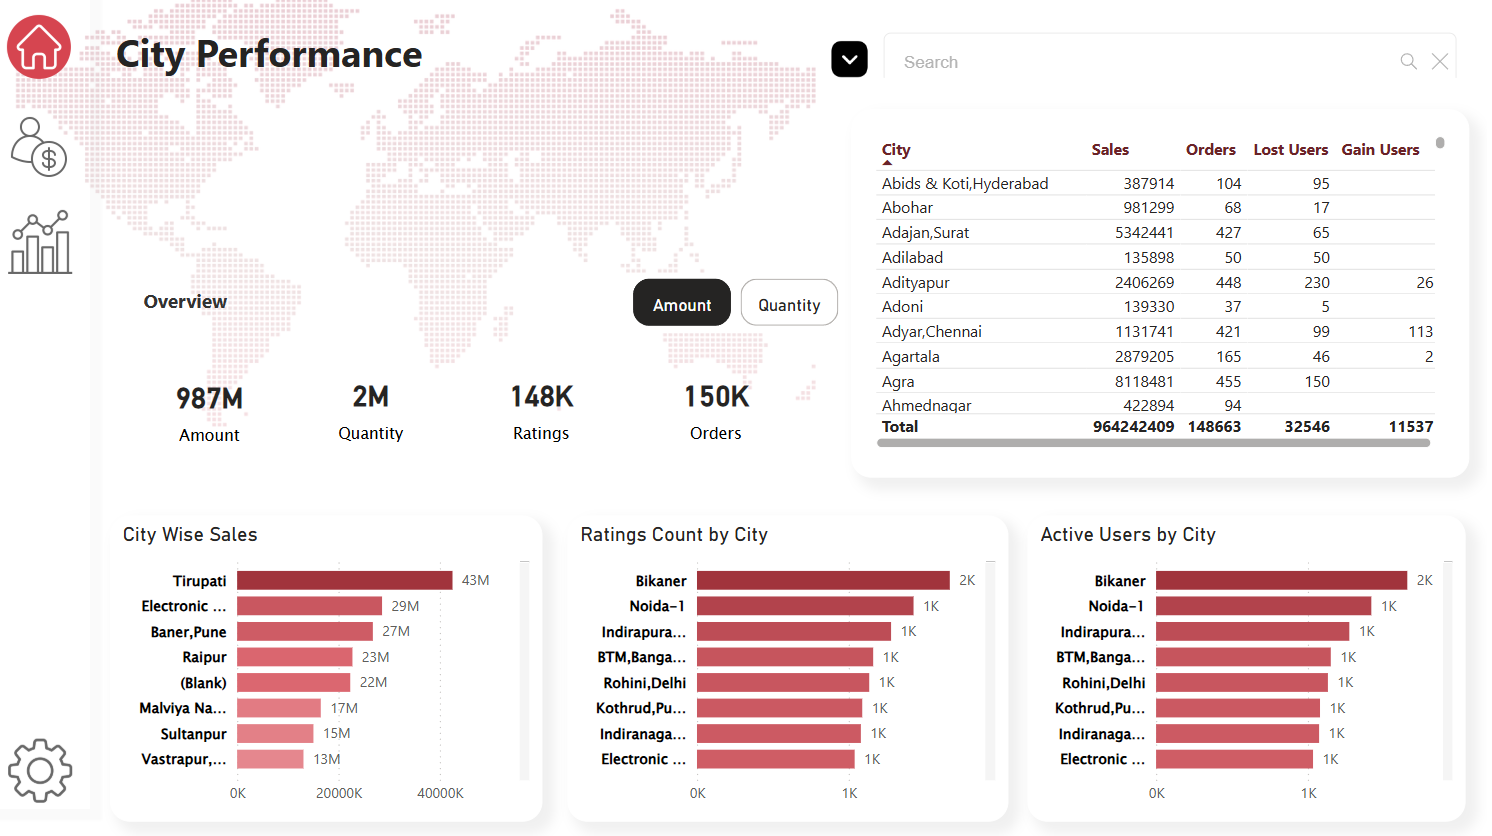 City Performance
Search
City Sales Orders Lost Users Gain Users
Abids & Koti,Hyderabad 387914 104 95
Abohar 981299 68 17
Adajan,Surat 5342441 427 65
Adilabad 135898 50 50
Adityapur 2406269 448 230 26
Adoni 139330 37 5
Adyar,Chennai 1131741 421 99 113
Agartala 2879205 165 46 2
Agra 8118481 455 150
Ahmednagar 422894 94
Total 964242409 148663 32546 11537
Overview
Amount Quantity
987M 2M 148K 150K
Amount Quantity Ratings Orders
City Wise Sales
Tirupati 43M
Electronic ... 29M
Baner,Pune 27M
Raipur 23M
(Blank) 22M
Malviya Na... 17M
Sultanpur 15M
Vastrapur,... 13M
0K 20000K 40000K
Ratings Count by City
Bikaner 2K
Noida-1 1K
Indirapura... 1K
BTM,Banga... 1K
Rohini,Delhi 1K
Kothrud,Pu... 1K
Indiranaga... 1K
Electronic ... 1K
0K 1K
Active Users by City
Bikaner 2K
Noida-1 1K
Indirapura... 1K
BTM,Banga... 1K
Rohini,Delhi 1K
Kothrud,Pu... 1K
Indiranaga... 1K
Electronic ... 1K
0K 1K